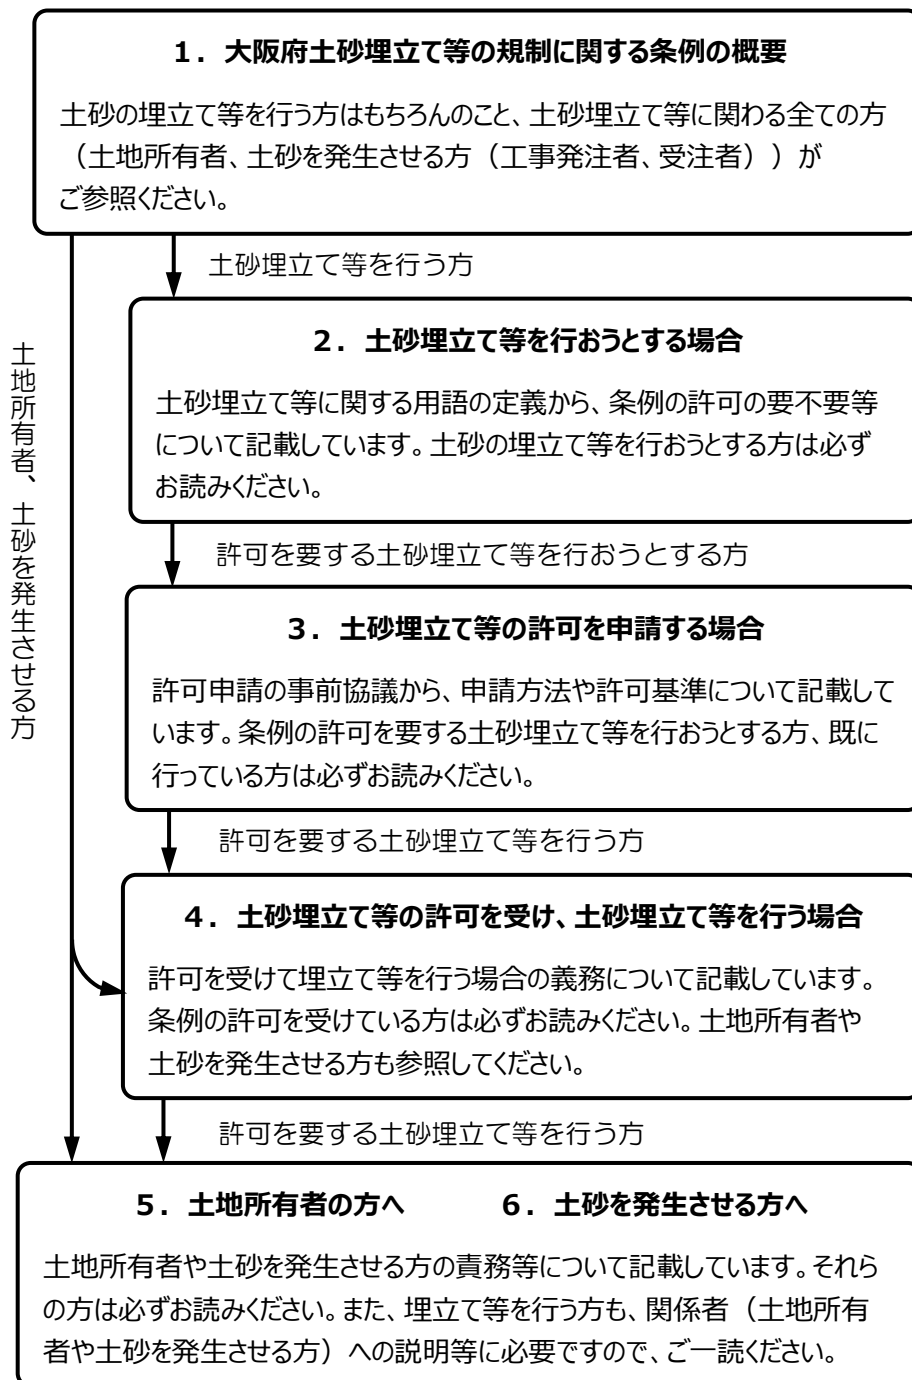 1．大阪府土砂埋立て等の規制に関する条例の概要
土砂の埋立て等を行う方はもちろんのこと、土砂埋立て等に関わる全ての方
（土地所有者、土砂を発生させる方（工事発注者、受注者））が
ご参照ください。
土砂埋立て等を行う方
土地所有者、土砂を発生させる方
2．土砂埋立て等を行おうとする場合
土砂埋立て等に関する用語の定義から、条例の許可の要不要等
について記載しています。土砂の埋立て等を行おうとする方は必ず
お読みください。
許可を要する土砂埋立て等を行おうとする方
3．土砂埋立て等の許可を申請する場合
許可申請の事前協議から、申請方法や許可基準について記載して
います。条例の許可を要する土砂埋立て等を行おうとする方、既に
行っている方は必ずお読みください。
許可を要する土砂埋立て等を行う方
4．土砂埋立て等の許可を受け、土砂埋立て等を行う場合
許可を受けて埋立て等を行う場合の義務について記載しています。
条例の許可を受けている方は必ずお読みください。土地所有者や
土砂を発生させる方も参照してください。
許可を要する土砂埋立て等を行う方
5．土地所有者の方へ　6．土砂を発生させる方へ
土地所有者や土砂を発生させる方の責務等について記載しています。それら
の方は必ずお読みください。また、埋立て等を行う方も、関係者（土地所有
者や土砂を発生させる方）への説明等に必要ですので、ご一読ください。